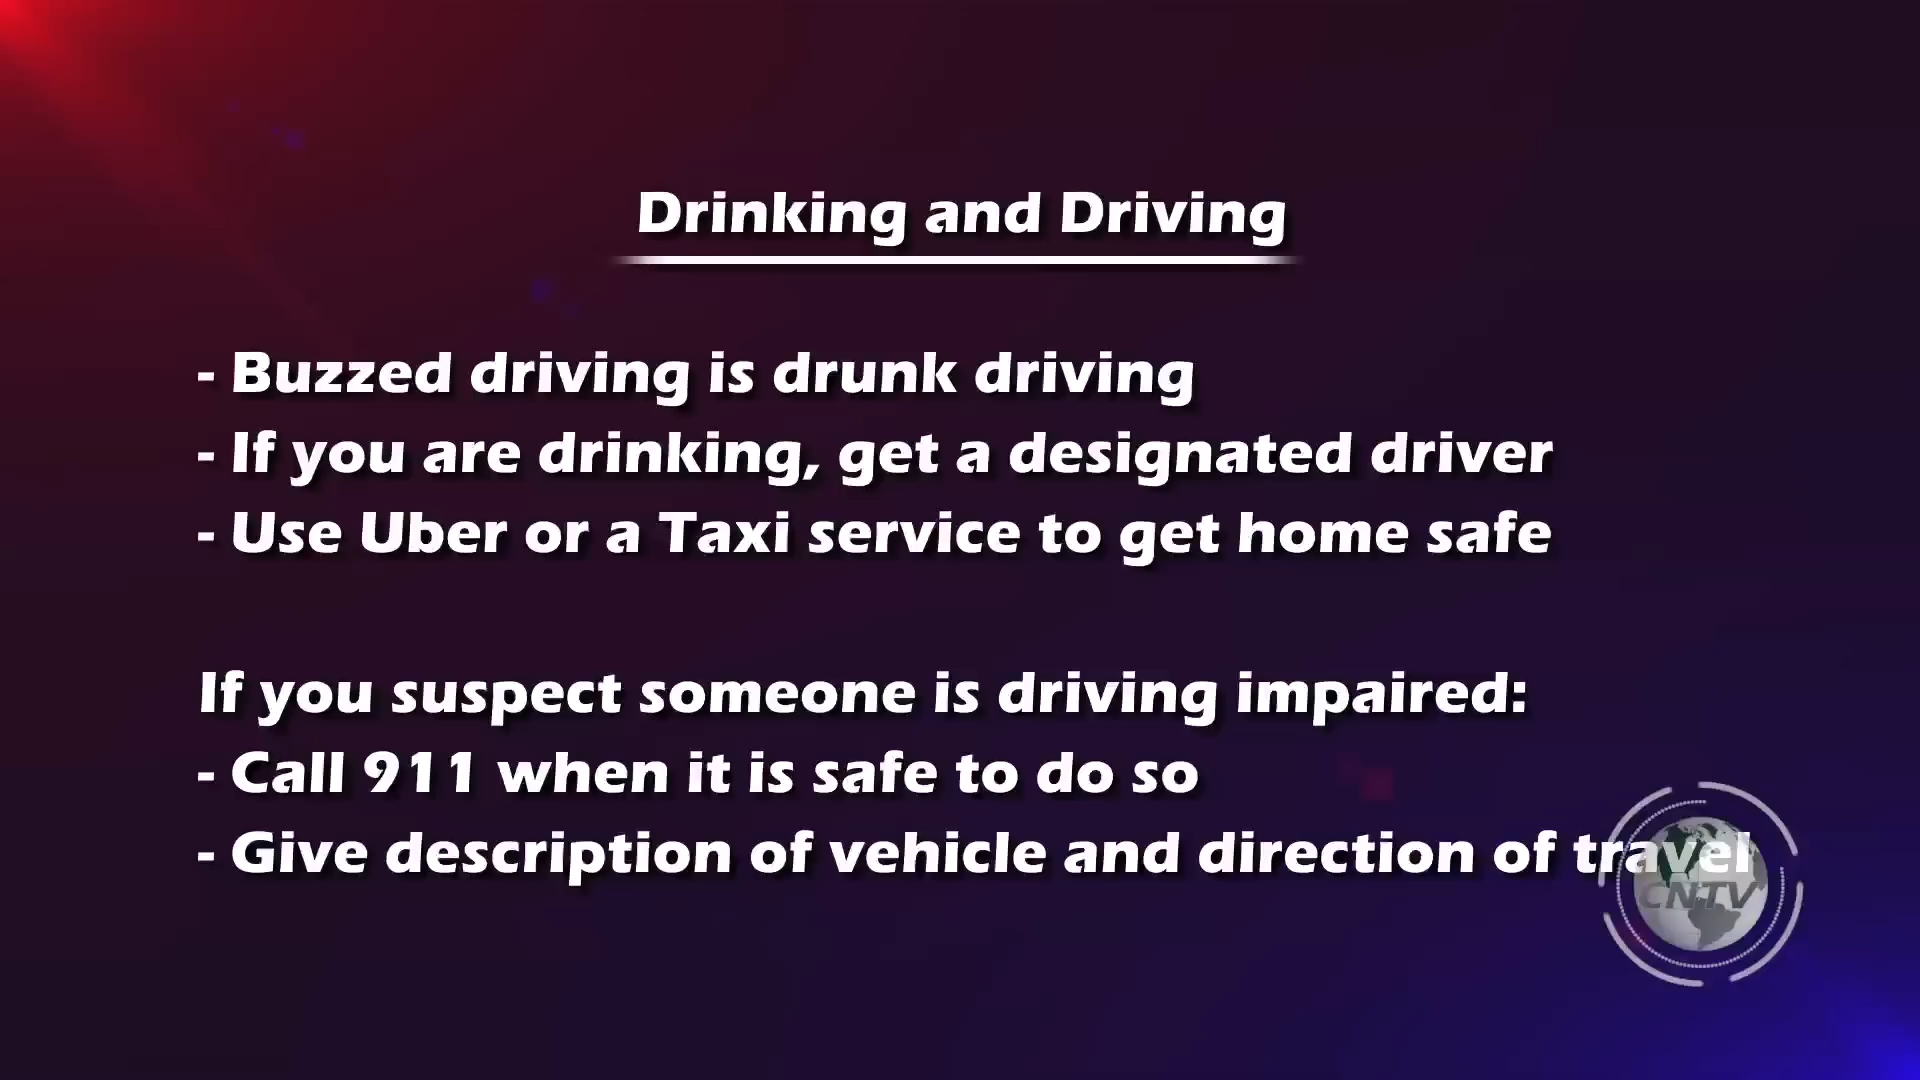 Drinking and Driving
- Buzzed driving is drunk driving
- If you are drinking, get a designated driver
- Use Uber or a Taxi service to get home safe
If you suspect someone is driving impaired:
- Call 911 when it is safe to do so
- Give description of vehicle and direction of travel
CNTV